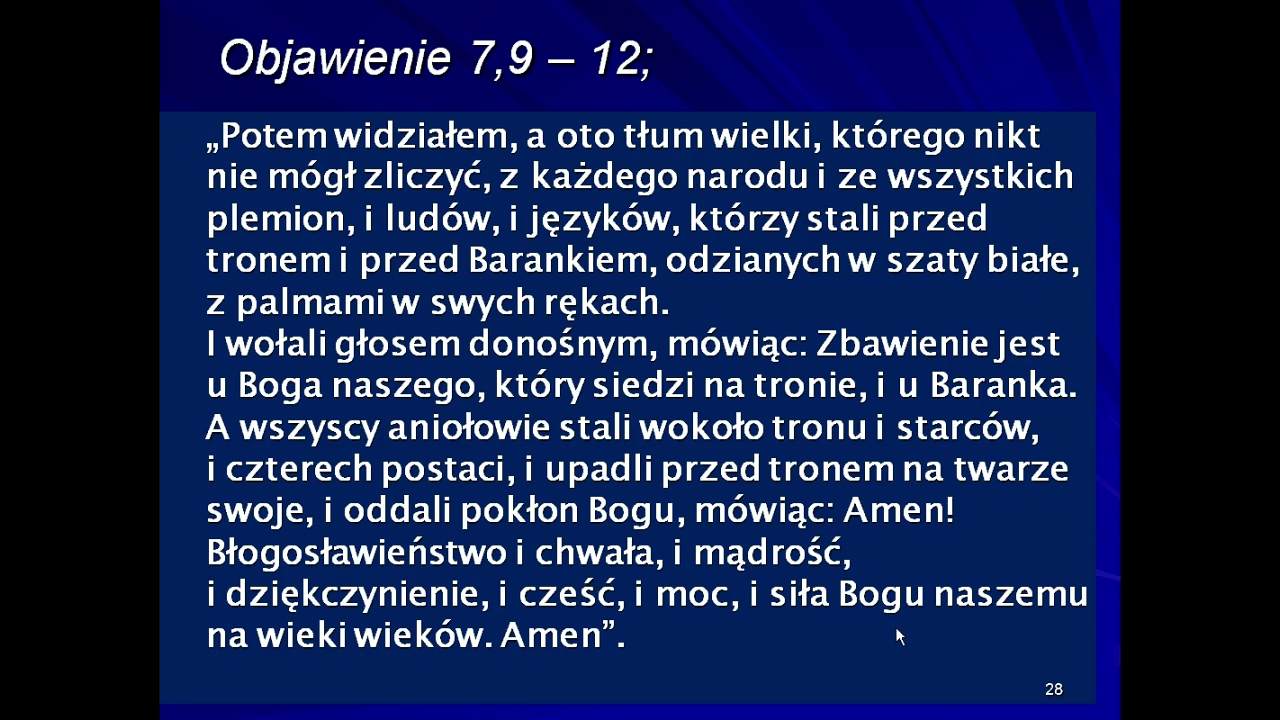 Objawienie 7,9 – 12;
„Potem widziałem, a oto tłum wielki, którego nikt
nie mógł zliczyć, z każdego narodu i ze wszystkich
plemion, i ludów, i języków, którzy stali przed
tronem i przed Barankiem, odzianych w szaty białe,
z palmami w swych rękach.
I wołali głosem donośnym, mówiąc: Zbawienie jest
u Boga naszego, który siedzi na tronie, i u Baranka.
A wszyscy aniołowie stali wokoło tronu i starców,
i czterech postaci, i upadli przed tronem na twarze
swoje, i oddali pokłon Bogu, mówiąc: Amen!
Błogosławieństwo i chwała, i mądrość,
i dziękczynienie, i cześć, i moc, i siła Bogu naszemu
na wieki wieków. Amen”.
28